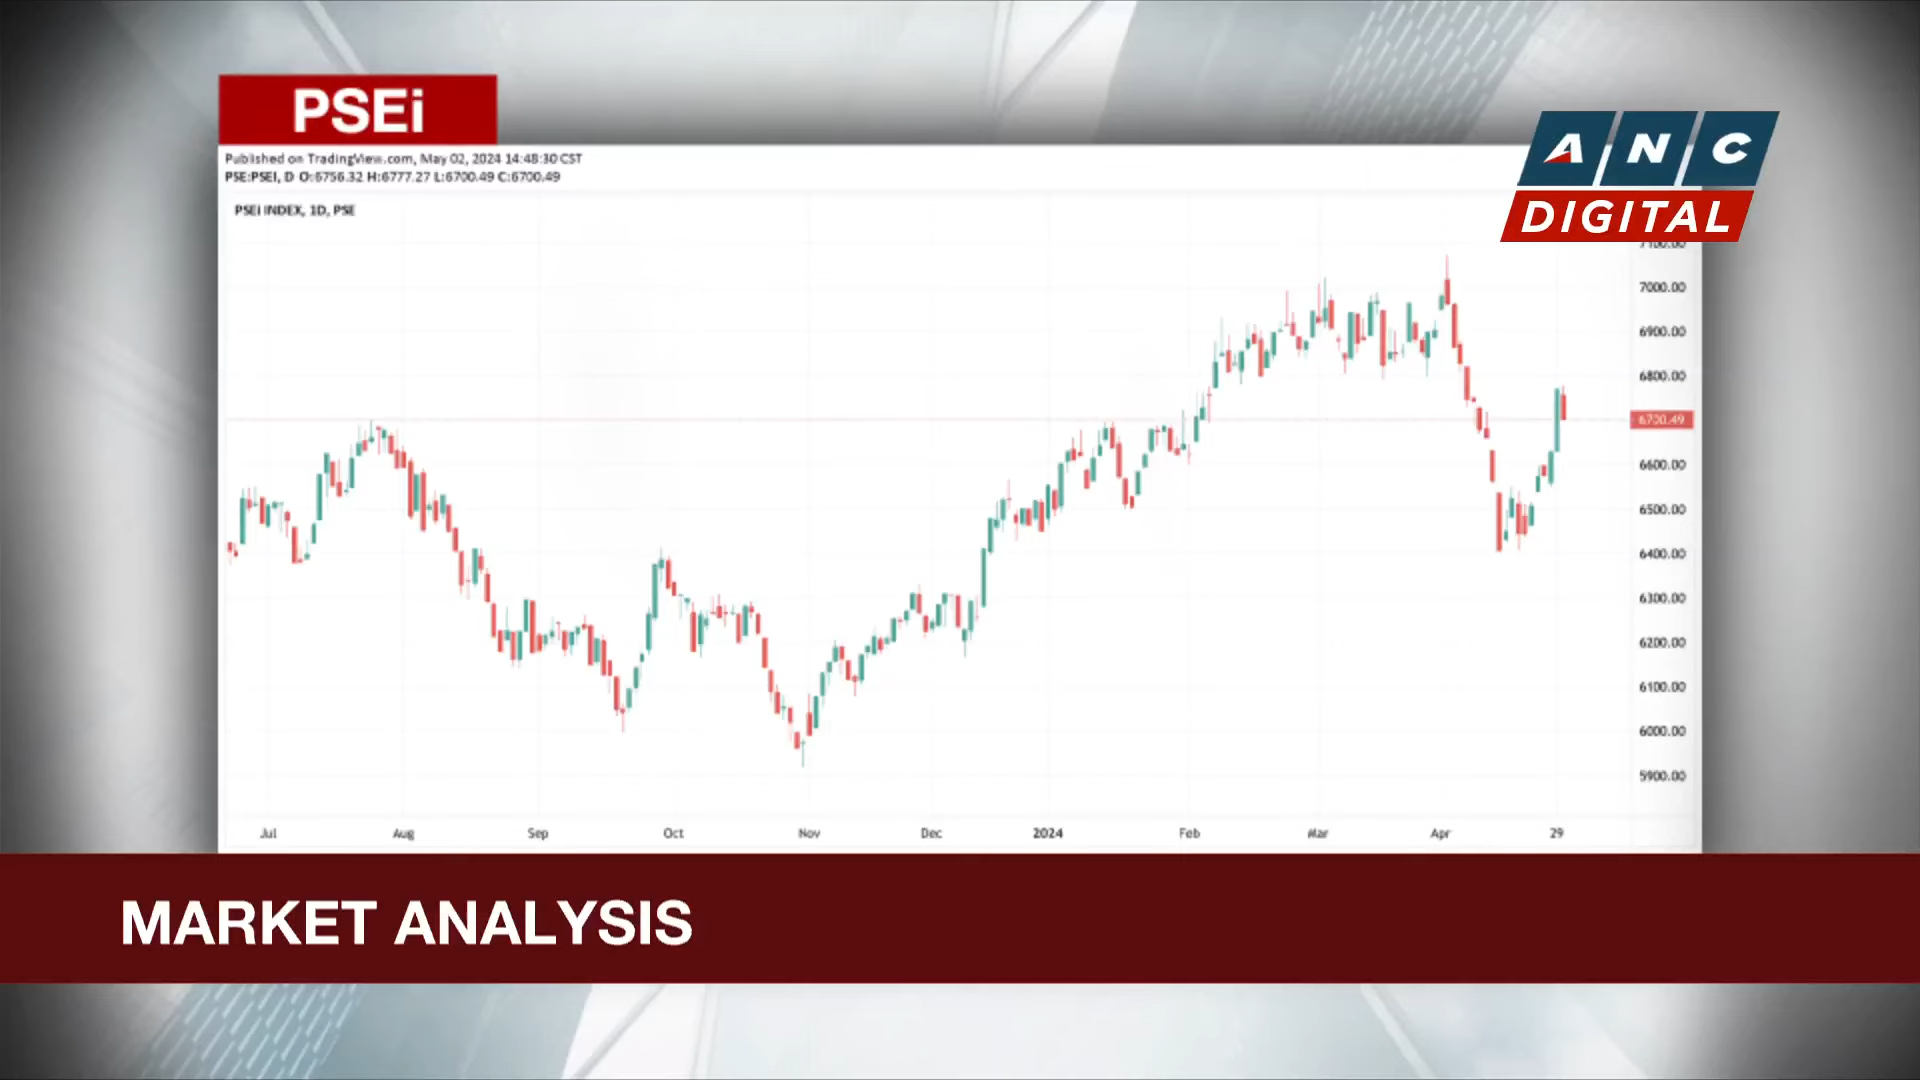 PSEi
Published on TradingView.com, May 02, 2024 14:48:30 CST
PSE:PSEI, D O:6756.32 H:6777.27 L:6700.49 C:6700.49
PSEI INDEX, 1D, PSE
ANC
DIGITAL
7100.00
7000.00
6900.00
6800.00
6700.49
6600.00
6500.00
6400.00
6300.00
6200.00
6100.00
6000.00
5900.00
Jul Aug Sep Oct Nov Dec 2024 Feb Mar Apr 29
MARKET ANALYSIS